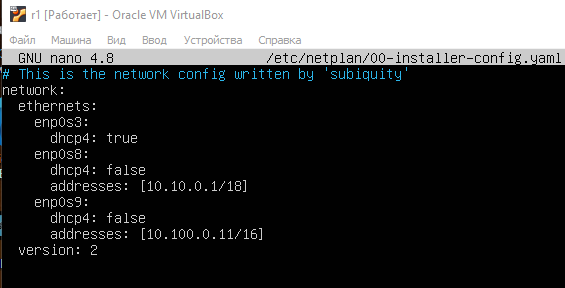 r1 [Работает] - Oracle VM VirtualBox
Файл Машина Вид Ввод Устройства Справка
GNU nano 4.8 /etc/netplan/00-installer-config.yaml
# This is the network config written by 'subiquity'
network:
  ethernets:
    enp0s3:
      dhcp4: true
    enp0s8:
      dhcp4: false
      addresses: [10.10.0.1/18]
    enp0s9:
      dhcp4: false
      addresses: [10.100.0.11/16]
  version: 2